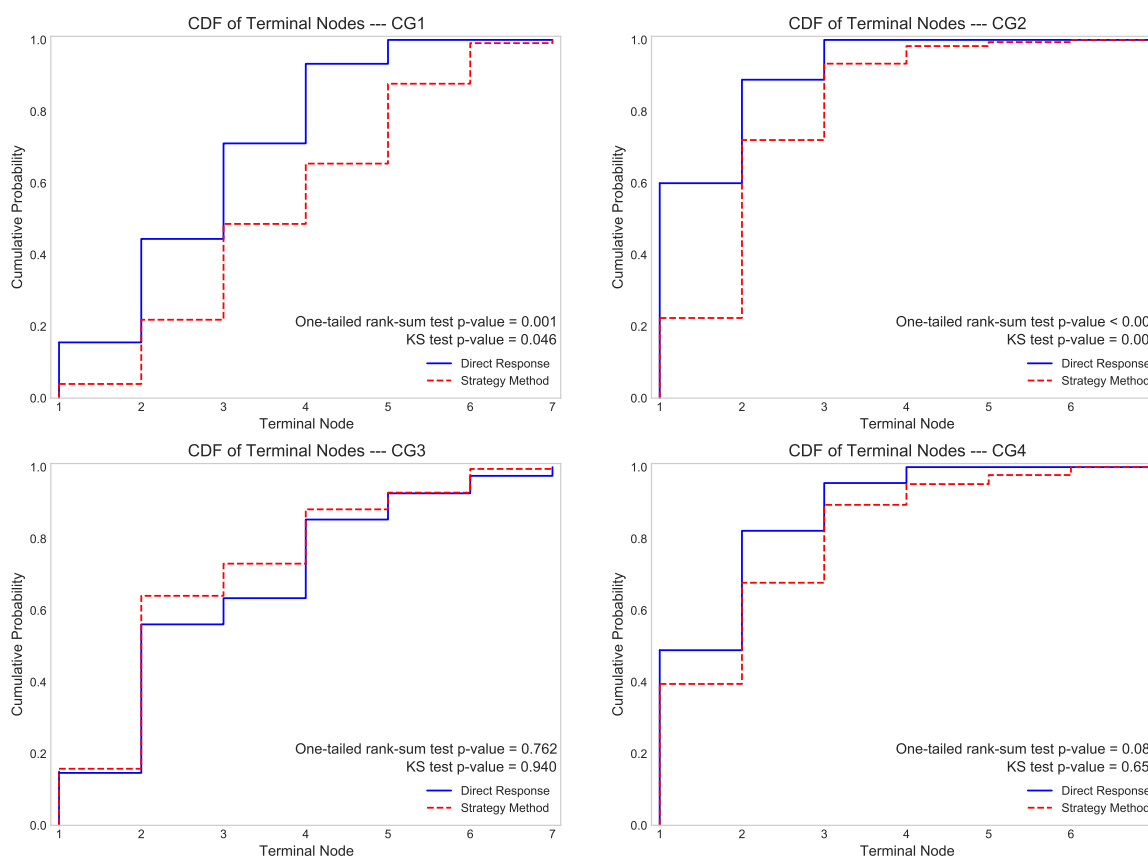 CDF of Terminal Nodes --- CG1
Cumulative Probability
1.0
0.8
0.6
0.4
0.2
0.0
One-tailed rank-sum test p-value = 0.001
KS test p-value = 0.046
Direct Response
Strategy Method
1 2 3 4 5 6 7
Terminal Node
CDF of Terminal Nodes --- CG2
Cumulative Probability
1.0
0.8
0.6
0.4
0.2
0.0
One-tailed rank-sum test p-value < 0.00
KS test p-value = 0.00
Direct Response
Strategy Method
1 2 3 4 5 6
Terminal Node
CDF of Terminal Nodes --- CG3
Cumulative Probability
1.0
0.8
0.6
0.4
0.2
0.0
One-tailed rank-sum test p-value = 0.762
KS test p-value = 0.940
Direct Response
Strategy Method
1 2 3 4 5 6 7
Terminal Node
CDF of Terminal Nodes --- CG4
Cumulative Probability
1.0
0.8
0.6
0.4
0.2
0.0
One-tailed rank-sum test p-value = 0.08
KS test p-value = 0.65
Direct Response
Strategy Method
1 2 3 4 5 6
Terminal Node